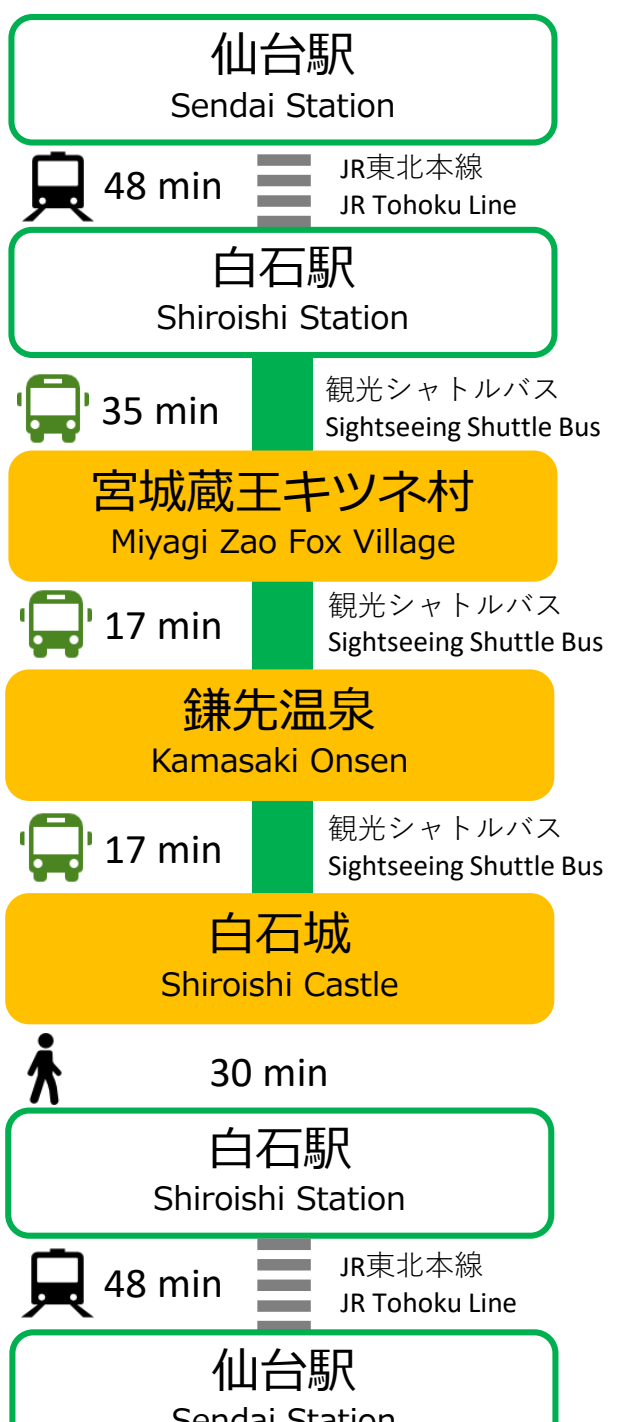 仙台駅
Sendai Station
48 min
JR東北本線
JR Tohoku Line
白石駅
Shiroishi Station
35 min
観光シャトルバス
Sightseeing Shuttle Bus
宮城蔵王キツネ村
Miyagi Zao Fox Village
17 min
観光シャトルバス
Sightseeing Shuttle Bus
鎌先温泉
Kamasaki Onsen
17 min
観光シャトルバス
Sightseeing Shuttle Bus
白石城
Shiroishi Castle
30 min
白石駅
Shiroishi Station
48 min
JR東北本線
JR Tohoku Line
仙台駅
Sendai Station